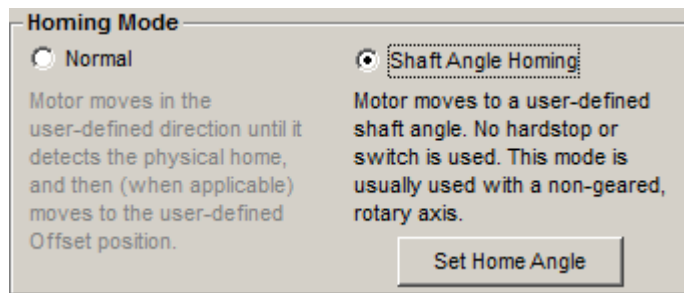 Homing Mode
Normal
Motor moves in the
user-defined direction until it
detects the physical home,
and then (when applicable)
moves to the user-defined
Offset position.
Shaft Angle Homing
Motor moves to a user-defined
shaft angle. No hardstop or
switch is used. This mode is
usually used with a non-geared,
rotary axis.
Set Home Angle